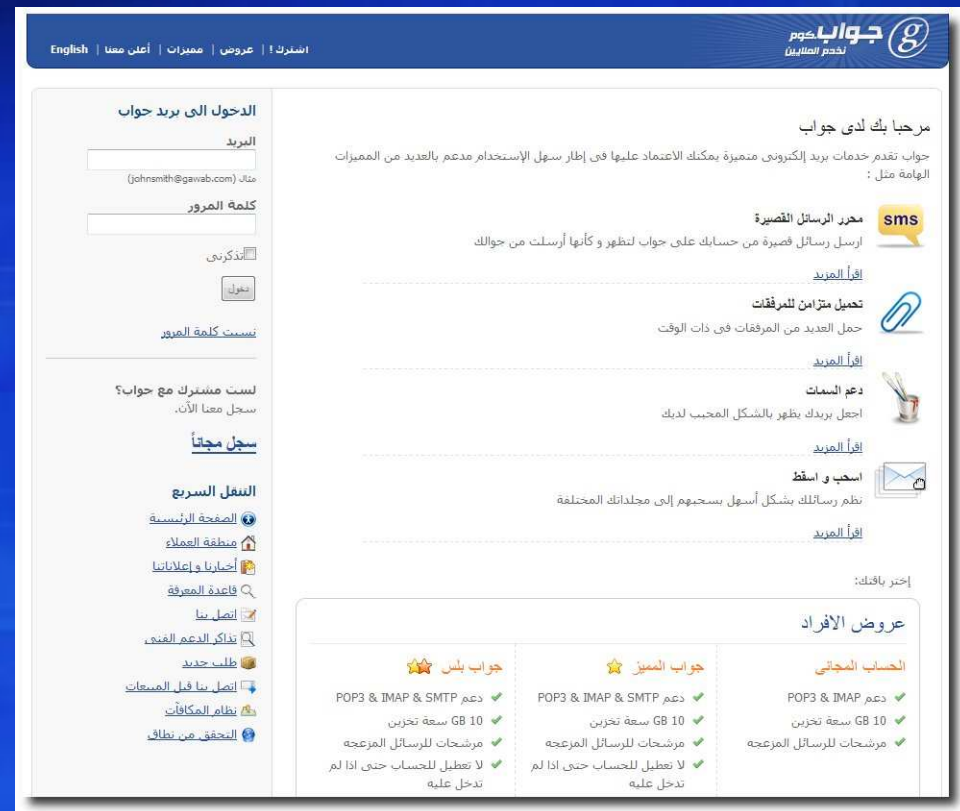 جواب.كوم
نخدم الملايين
اشترك ! | عروض | مميزات | أعلن معنا | English
مرحبا بك لدى جواب
جواب تقدم خدمات بريد إلكترونى متميزة يمكنك الاعتماد عليها فى إطار سهل الإستخدام مدعم بالعديد من المميزات
الهامة مثل :
sms
محرر الرسائل القصيرة
ارسل رسائل قصيرة من حسابك على جواب لتظهر و كأنها أرسلت من جوالك
اقرأ المزيد
تحميل متزامن للمرفقات
حمل العديد من المرفقات فى ذات الوقت
اقرأ المزيد
دعم السمات
اجعل بريدك يظهر بالشكل المحبب لديك
اقرأ المزيد
اسحب و اسقط
نظم رسائلك بشكل أسهل بسحبهم إلى مجلداتك المختلفة
اقرأ المزيد
إختر باقتك:
عروض الافراد
الحساب المجانى
دعم POP3 & IMAP
10 GB سعة تخزين
مرشحات للرسائل المزعجه
جواب المميز
دعم POP3 & IMAP & SMTP
10 GB سعة تخزين
مرشحات للرسائل المزعجه
لا تعطيل للحساب حتى اذا لم
تدخل عليه
جواب بلس
دعم POP3 & IMAP & SMTP
10 GB سعة تخزين
مرشحات للرسائل المزعجه
لا تعطيل للحساب حتى اذا لم
تدخل عليه
الدخول الى بريد جواب
البريد
مثال (johnsmith@gawab.com)
كلمة المرور
تذكرنى
دخول
نسيت كلمة المرور
لست مشترك مع جواب؟
سجل معنا الآن.
سجل مجاناً
التنقل السريع
الصفحة الرئيسية
منطقة العملاء
أخبارنا و إعلاناتنا
قاعدة المعرفة
اتصل بنا
تذاكر الدعم الفنى
طلب جديد
اتصل بنا قبل المبيعات
نظام المكافآت
التحقق من نطاق